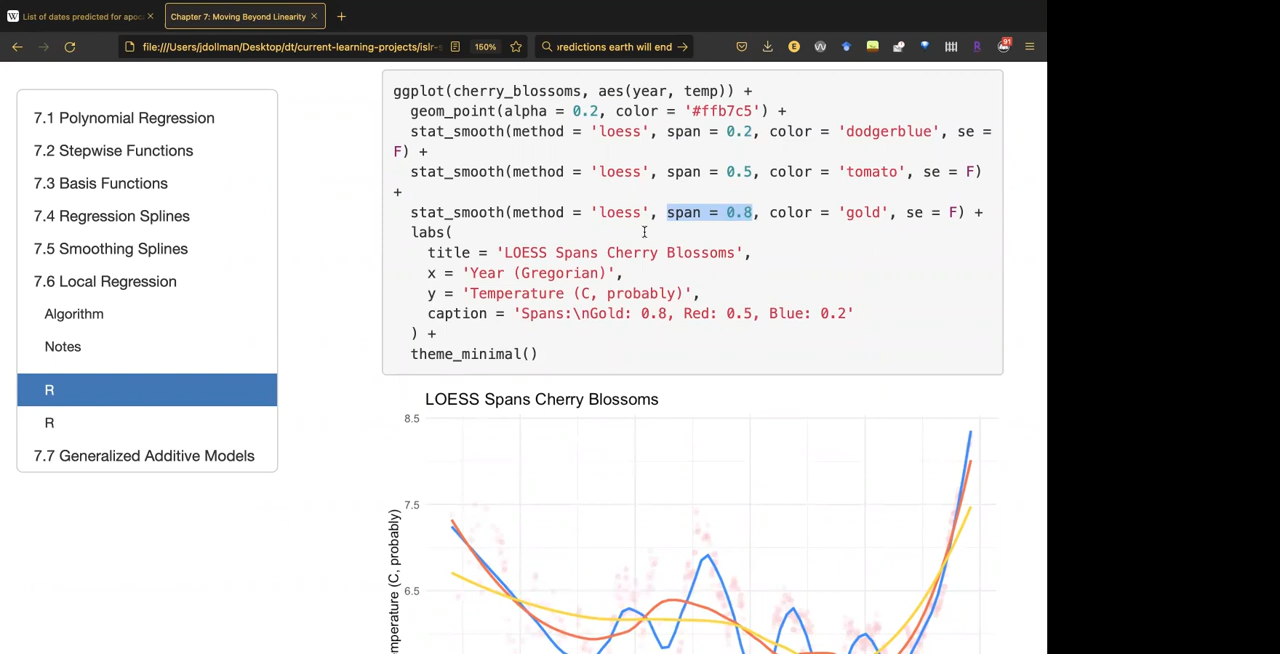 List of dates predicted for apoc
Chapter 7: Moving Beyond Linearity
file:///Users/jdollman/Desktop/dt/current-learning-projects/islr-s
150%
redictions earth will end
E
R
91
7.1 Polynomial Regression
7.2 Stepwise Functions
7.3 Basis Functions
7.4 Regression Splines
7.5 Smoothing Splines
7.6 Local Regression
Algorithm
Notes
R
R
7.7 Generalized Additive Models
ggplot(cherry_blossoms, aes(year, temp)) +
geom_point(alpha = 0.2, color = '#ffb7c5') +
stat_smooth(method = 'loess', span = 0.2, color = 'dodgerblue', se =
F) +
stat_smooth(method = 'loess', span = 0.5, color = 'tomato', se = F)
+
stat_smooth(method = 'loess', span = 0.8, color = 'gold', se = F) +
labs(
title = 'LOESS Spans Cherry Blossoms',
x = 'Year (Gregorian)',
y = 'Temperature (C, probably)',
caption = 'Spans:\nGold: 0.8, Red: 0.5, Blue: 0.2'
) +
theme_minimal()
LOESS Spans Cherry Blossoms
8.5
7.5
6.5
mperature (C, probably)